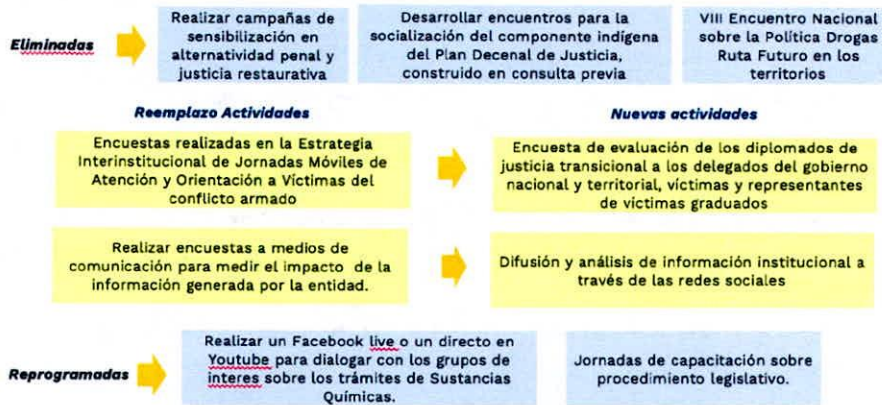 Eliminadas
Realizar campañas de
sensibilización en
alternatividad penal y
justicia restaurativa
Desarrollar encuentros para la
socialización del componente indígena
del Plan Decenal de Justicia,
construido en consulta previa
VIII Encuentro Nacional
sobre la Política Drogas
Ruta Futuro en los
territorios
Reemplazo Actividades
Nuevas actividades
Encuestas realizadas en la Estrategia
Interinstitucional de Jornadas Móviles de
Atención y Orientación a Víctimas del
conflicto armado
Encuesta de evaluación de los diplomados de
justicia transicional a los delegados del gobierno
nacional y territorial, víctimas y representantes
de víctimas graduados
Realizar encuestas a medios de
comunicación para medir el impacto de la
información generada por la entidad.
Difusión y análisis de información institucional a
través de las redes sociales
Reprogramadas
Realizar un Facebook live o un directo en
Youtube para dialogar con los grupos de
interes sobre los trámites de Sustancias
Químicas.
Jornadas de capacitación sobre
procedimiento legislativo.